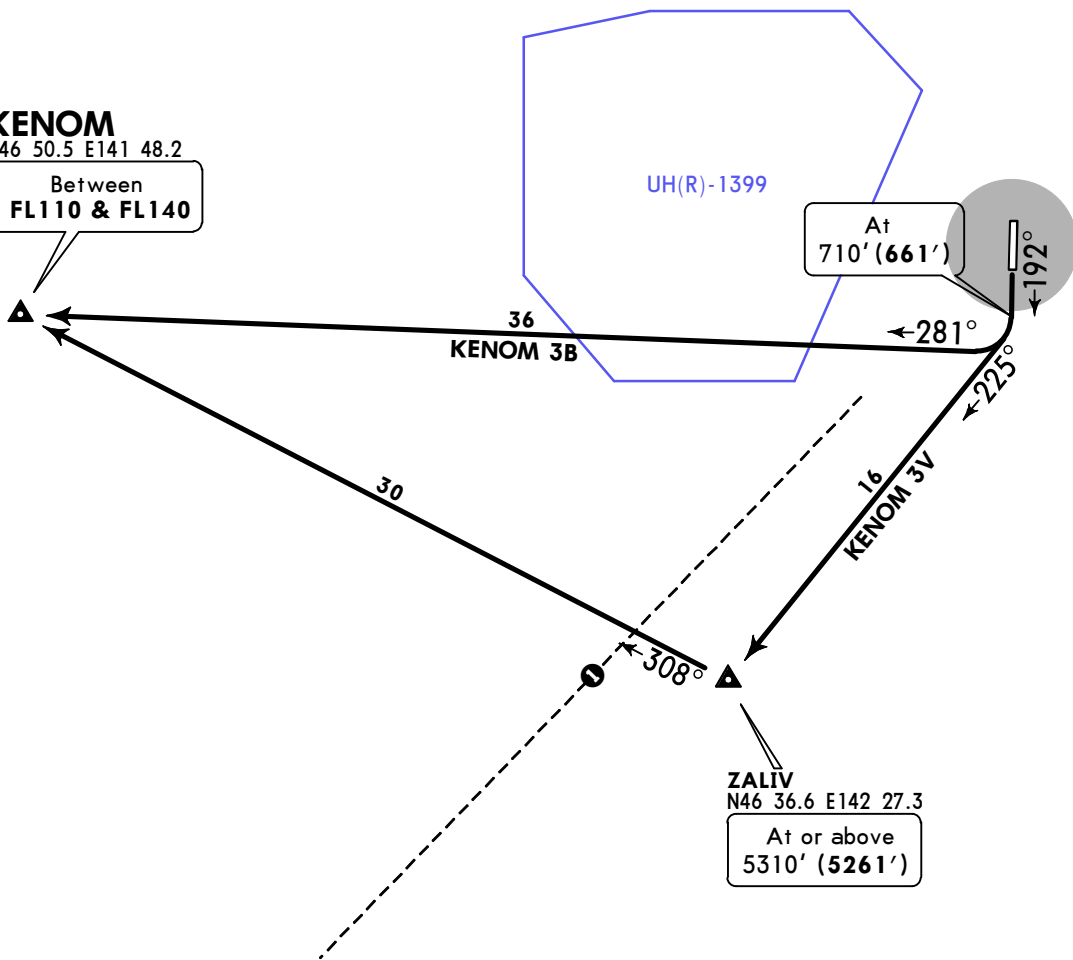 KENOM
46 50.5 E141 48.2
Between
FL110 & FL140
UH(R)-1399
At
710' (661')
←192°
36
KENOM 3B
←281°
←225°
16
KENOM 3V
30
←308°
1
ZALIV
N46 36.6 E142 27.3
At or above
5310' (5261')